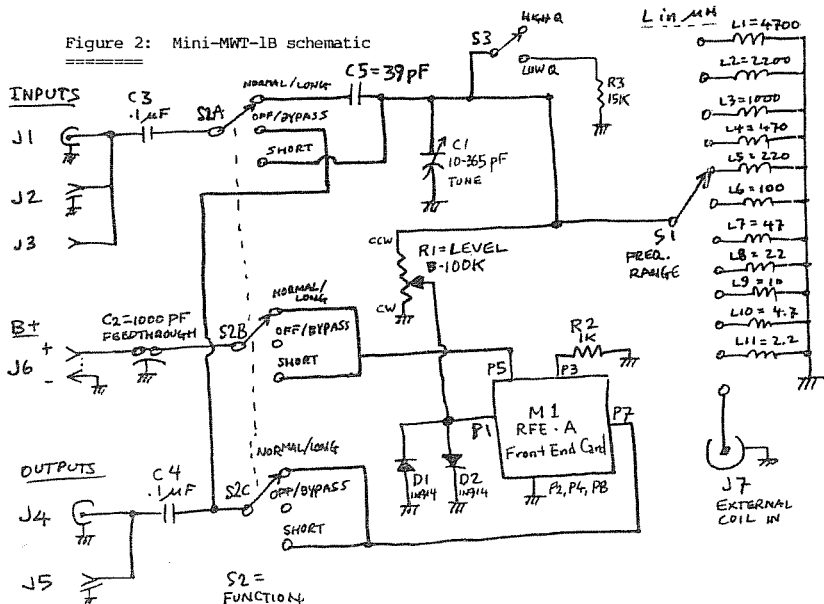 Figure 2: Mini-MWT-1B schematic
INPUTS
J1
J2
J3
C3
.1µF
S2A
NORMAL/LONG
OFF/BYPASS
SHORT
C5=39pF
S3
HIGH Q
LOW Q
R3
15K
C1
10-365 pF
TUNE
L in µH
L1=4700
L2=2200
L3=1000
L4=470
L5=220
L6=100
L7=47
L8=22
L9=10
L10=4.7
L11=2.2
S1
FREQ.
RANGE
CCW
R1=LEVEL
B-100K
CW
B+
+
J6
-
C2=1000 PF
FEEDTHROUGH
S2B
NORMAL/
LONG
OFF/BYPASS
SHORT
R2
1K
P5
P3
P1
M1
RFE-A
Front End Card
P7
P2, P4, P8
D1
1N914
D2
1N914
OUTPUTS
J4
J5
C4
.1µF
S2C
NORMAL/LONG
OFF/BYPASS
SHORT
S2=
FUNCTION
J7
EXTERNAL
COIL IN